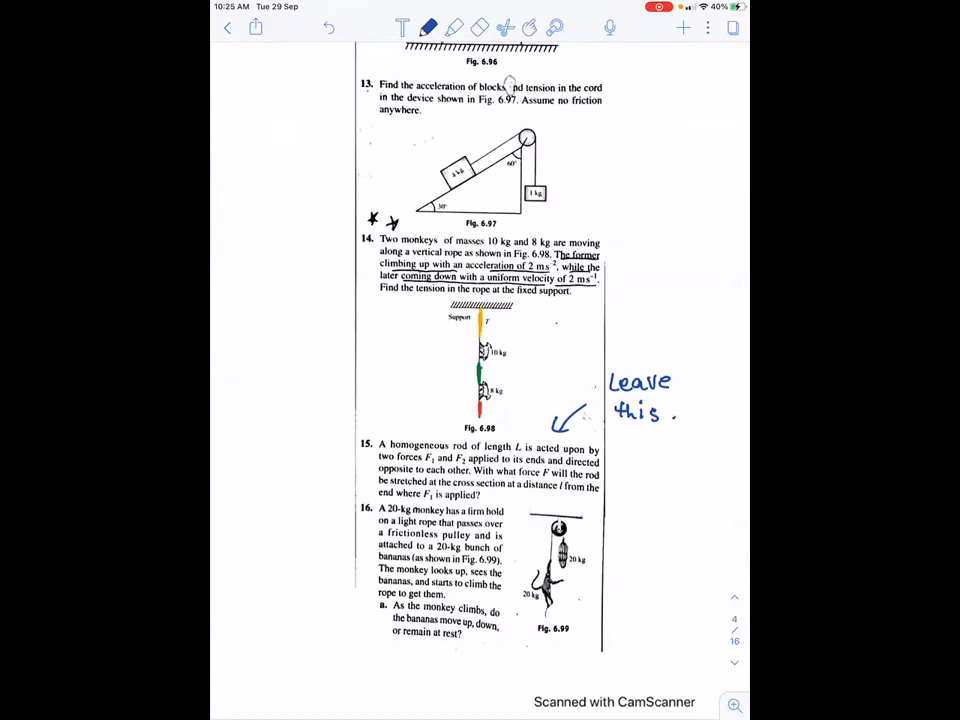 10:25 AM Tue 29 Sep
40%
Fig. 6.96
13. Find the acceleration of blocks nd tension in the cord
in the device shown in Fig. 6.97. Assume no friction
anywhere.
4 kg
60°
1 kg
30°
Fig. 6.97
14. Two monkeys of masses 10 kg and 8 kg are moving
along a vertical rope as shown in Fig. 6.98. The former
climbing up with an acceleration of 2 ms⁻², while the
later coming down with a uniform velocity of 2 ms⁻¹.
Find the tension in the rope at the fixed support.
Support
T
10 kg
8 kg
Fig. 6.98
Leave
this.
15. A homogeneous rod of length L is acted upon by
two forces F₁ and F₂ applied to its ends and directed
opposite to each other. With what force F will the rod
be stretched at the cross section at a distance l from the
end where F₁ is applied?
16. A 20-kg monkey has a firm hold
on a light rope that passes over
a frictionless pulley and is
attached to a 20-kg bunch of
bananas (as shown in Fig. 6.99).
The monkey looks up, sees the
bananas, and starts to climb the
rope to get them.
a. As the monkey climbs, do
the bananas move up, down,
or remain at rest?
20 kg
20 kg
Fig. 6.99
4
/
16
Scanned with CamScanner